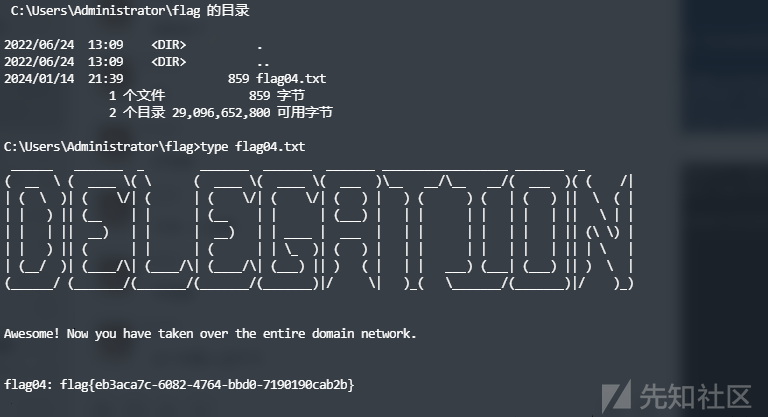 C:\Users\Administrator\flag 的目录
2022/06/24  13:09    <DIR>          .
2022/06/24  13:09    <DIR>          ..
2024/01/14  21:39               859 flag04.txt
1 个文件            859 字节
2 个目录 29,096,652,800 可用字节
C:\Users\Administrator\flag>type flag04.txt
DELEGATION
Awesome! Now you have taken over the entire domain network.
flag04: flag{eb3aca7c-6082-4764-bbd0-7190190cab2b}
先知社区